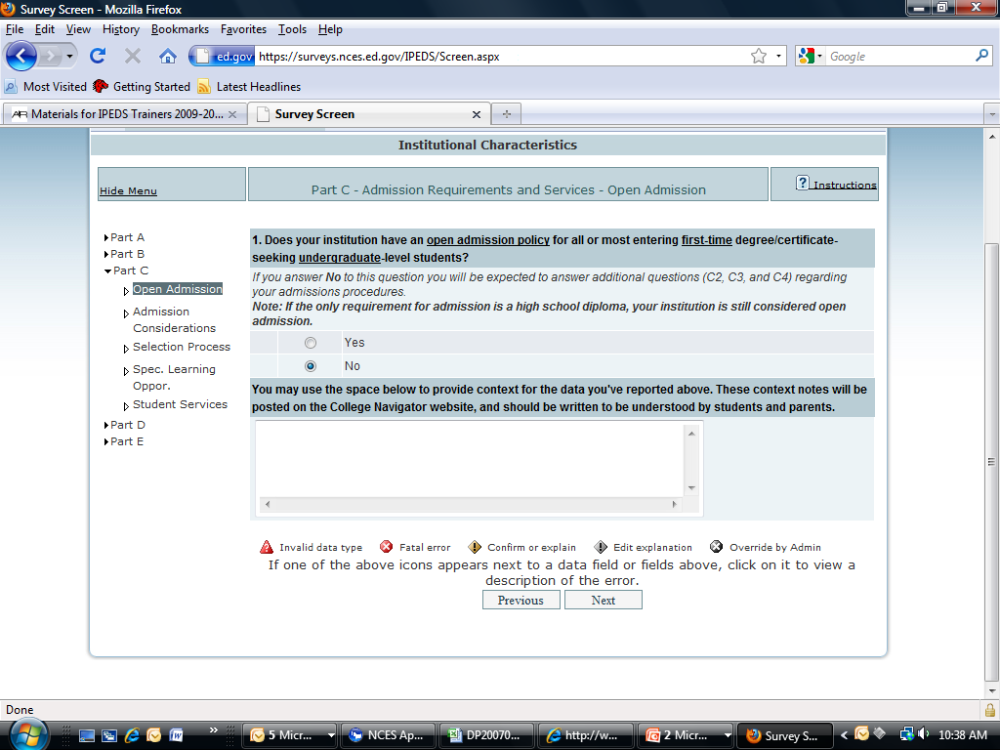 Survey Screen - Mozilla Firefox
File Edit View History Bookmarks Favorites Tools Help
ed.gov https://surveys.nces.ed.gov/IPEDS/Screen.aspx
Google
Most Visited Getting Started Latest Headlines
Materials for IPEDS Trainers 2009-20... Survey Screen
Institutional Characteristics
Hide Menu
Part C - Admission Requirements and Services - Open Admission
? Instructions
Part A
Part B
Part C
Open Admission
Admission
Considerations
Selection Process
Spec. Learning
Oppor.
Student Services
Part D
Part E
1. Does your institution have an open admission policy for all or most entering first-time degree/certificate-
seeking undergraduate-level students?
If you answer No to this question you will be expected to answer additional questions (C2, C3, and C4) regarding
your admissions procedures.
Note: If the only requirement for admission is a high school diploma, your institution is still considered open
admission.
Yes
No
You may use the space below to provide context for the data you've reported above. These context notes will be
posted on the College Navigator website, and should be written to be understood by students and parents.
Invalid data type Fatal error Confirm or explain Edit explanation Override by Admin
If one of the above icons appears next to a data field or fields above, click on it to view a
description of the error.
Previous Next
Done
5 Micr... NCES Ap... DP20070... http://w... 2 Micr... Survey S... 10:38 AM